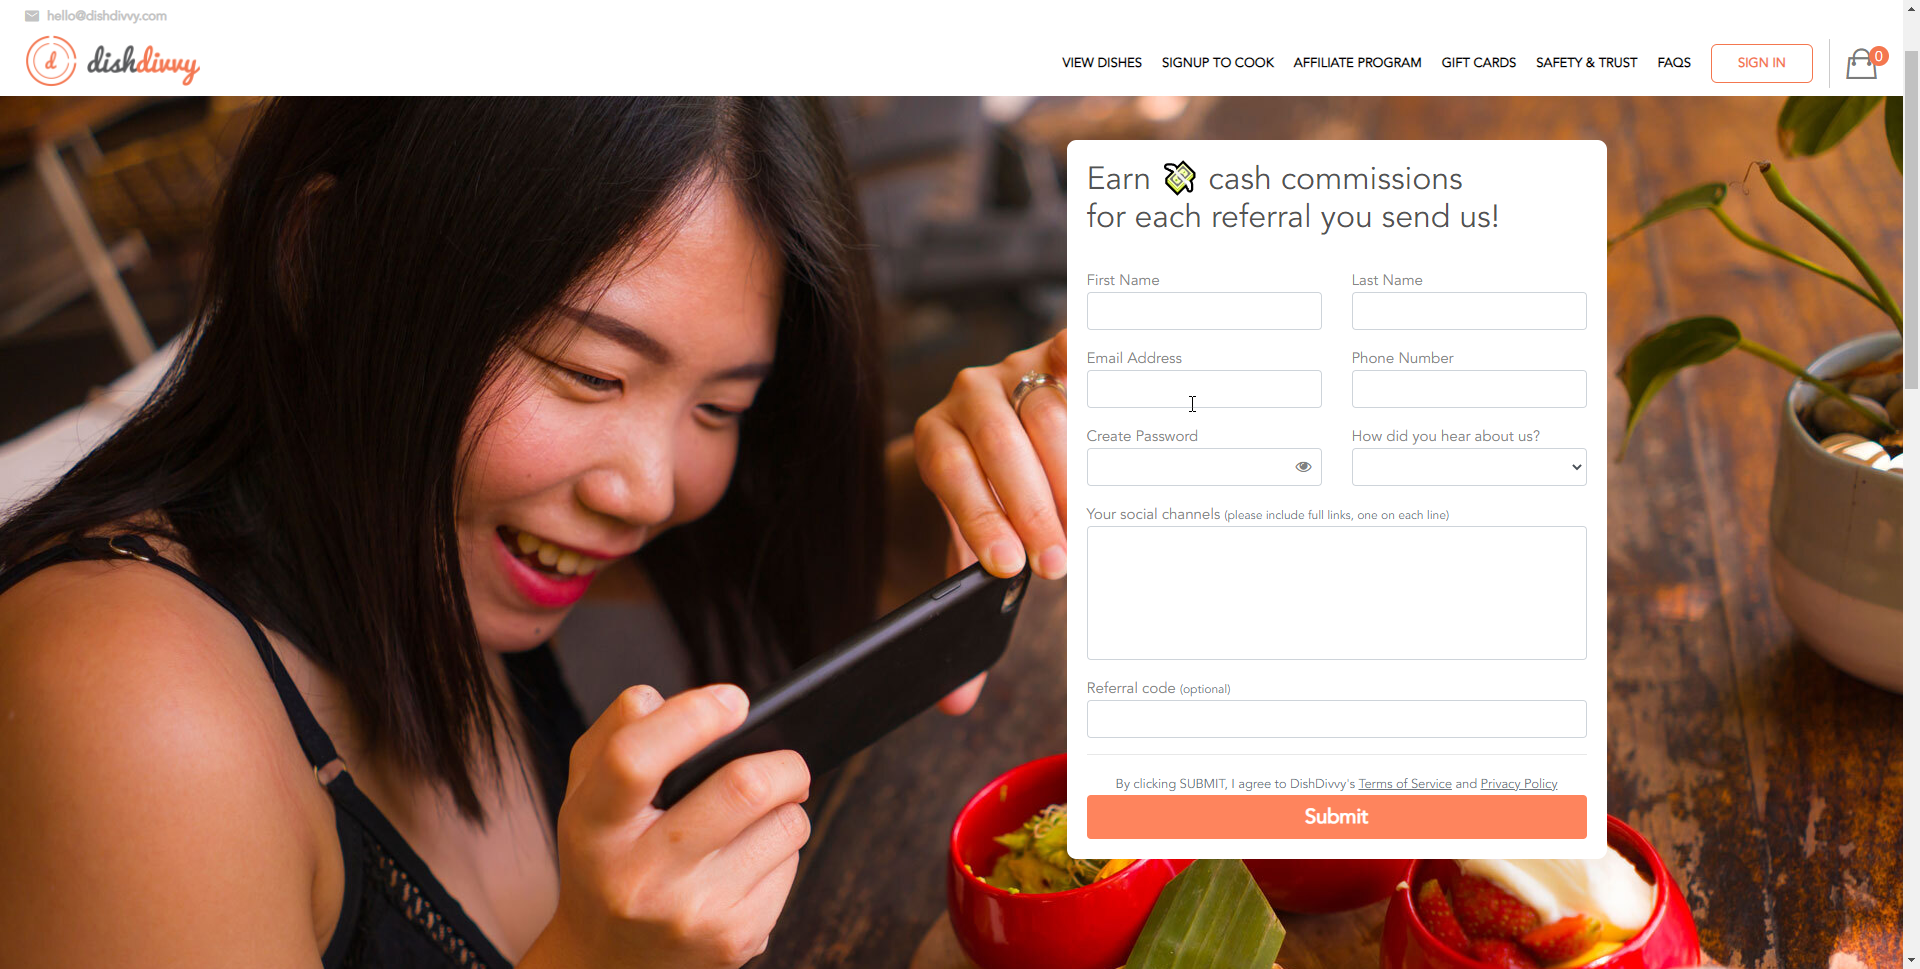 hello@dishdivvy.com
d dishdivvy
VIEW DISHES SIGNUP TO COOK AFFILIATE PROGRAM GIFT CARDS SAFETY & TRUST FAQS SIGN IN 0
Earn 💸 cash commissions
for each referral you send us!
First Name Last Name
Email Address Phone Number
Create Password How did you hear about us?
Your social channels (please include full links, one on each line)
Referral code (optional)
By clicking SUBMIT, I agree to DishDivvy's Terms of Service and Privacy Policy
Submit